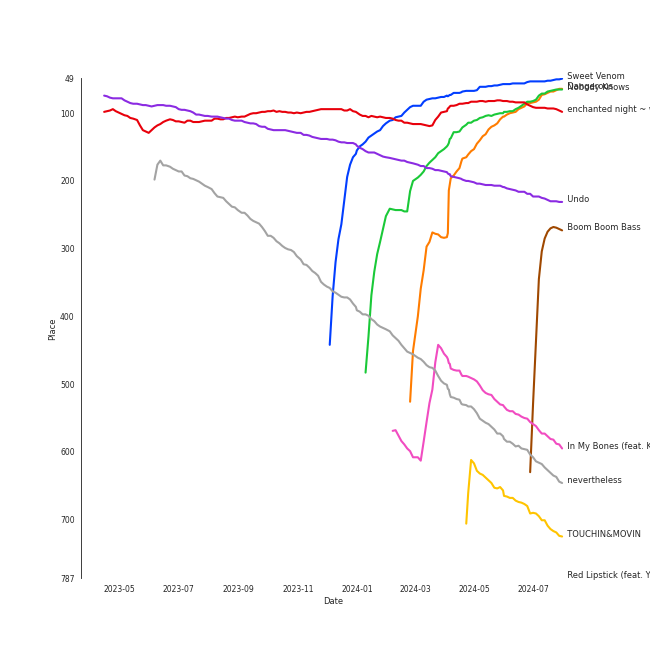 49
100
200
300
400
500
600
700
787
Place
2023-05
2023-07
2023-09
2023-11
2024-01
2024-03
2024-05
2024-07
Date
Sweet Venom
Nobody Knows
enchanted night ~
Undo
Boom Boom Bass
In My Bones (feat. K
nevertheless
TOUCHIN&MOVIN
Red Lipstick (feat. Y